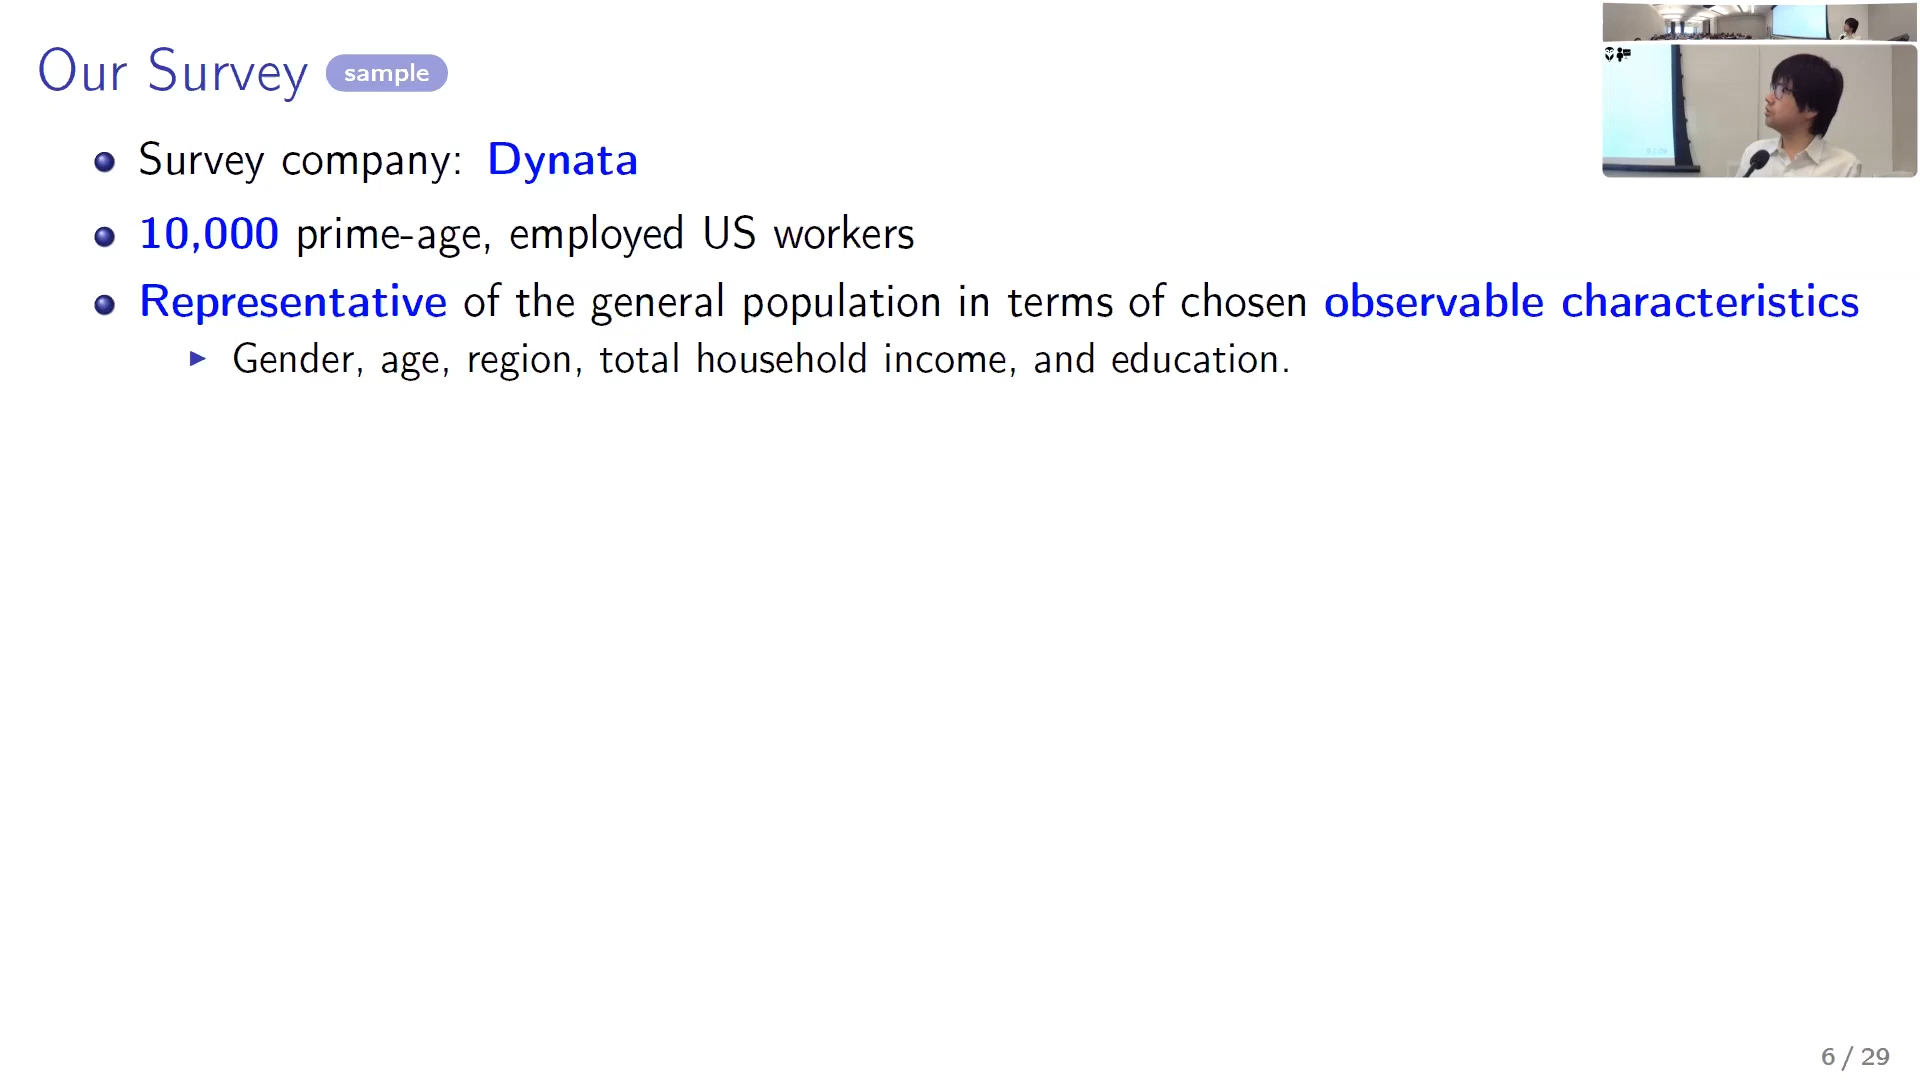 Our Survey sample
Survey company: Dynata
10,000 prime-age, employed US workers
Representative of the general population in terms of chosen observable characteristics
Gender, age, region, total household income, and education.
6 / 29